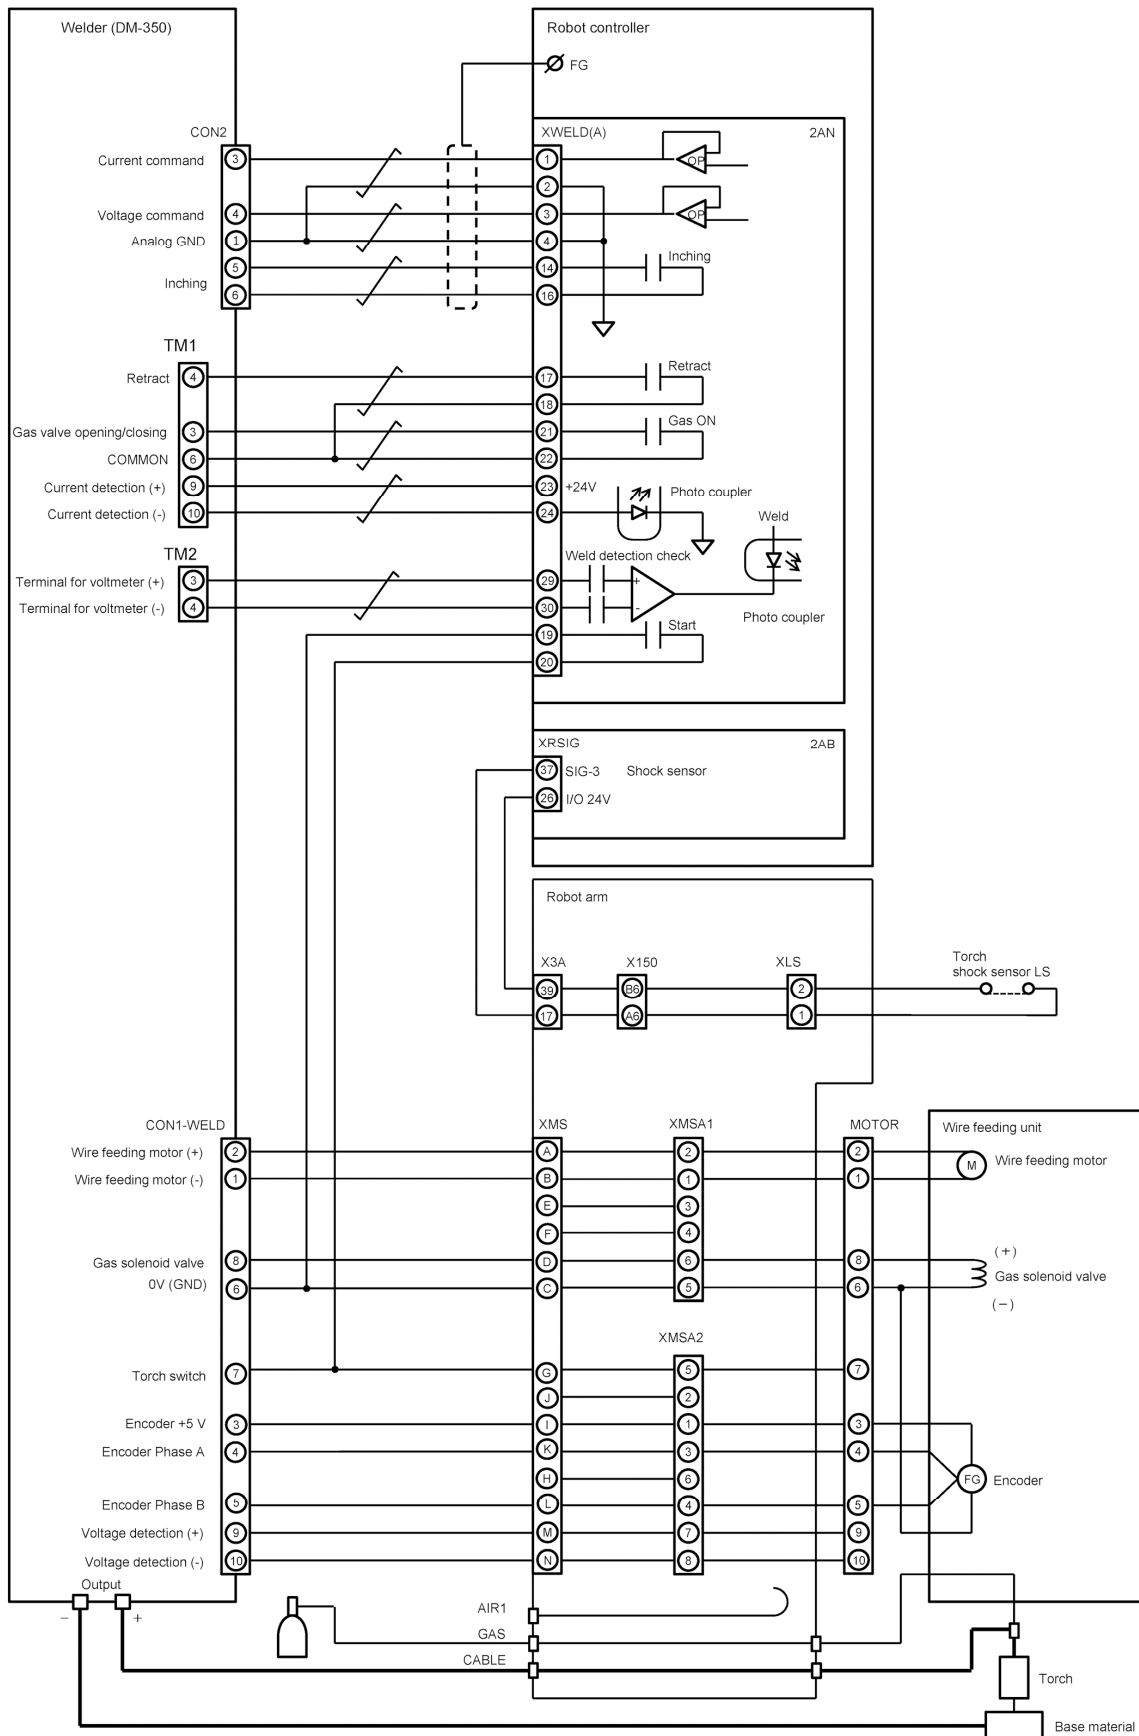 Welder (DM-350)
Robot controller
FG
CON2
XWELD(A)
2AN
Current command
3
1
OP
2
Voltage command
4
3
OP
Analog GND
1
4
Inching
5
14
Inching
6
16
TM1
Retract
4
17
Retract
18
Gas valve opening/closing
3
21
Gas ON
COMMON
6
22
Current detection (+)
9
23
+24V
Photo coupler
Current detection (-)
10
24
Weld
TM2
Weld detection check
Terminal for voltmeter (+)
3
29
+
Terminal for voltmeter (-)
4
30
-
Photo coupler
19
Start
20
XRSIG
2AB
37
SIG-3
Shock sensor
26
I/O 24V
Robot arm
X3A
X150
XLS
Torch
shock sensor LS
39
B6
2
17
A6
1
CON1-WELD
XMS
XMSA1
MOTOR
Wire feeding unit
Wire feeding motor (+)
2
A
2
2
M
Wire feeding motor
Wire feeding motor (-)
1
B
1
1
E
3
F
4
Gas solenoid valve
8
D
6
8
(+)
Gas solenoid valve
0V (GND)
6
C
5
6
(−)
XMSA2
Torch switch
7
G
5
7
J
2
Encoder +5 V
3
I
1
3
Encoder Phase A
4
K
3
4
H
6
FG
Encoder
Encoder Phase B
5
L
4
5
Voltage detection (+)
9
M
7
9
Voltage detection (-)
10
N
8
10
Output
−
+
AIR1
GAS
CABLE
Torch
Base material